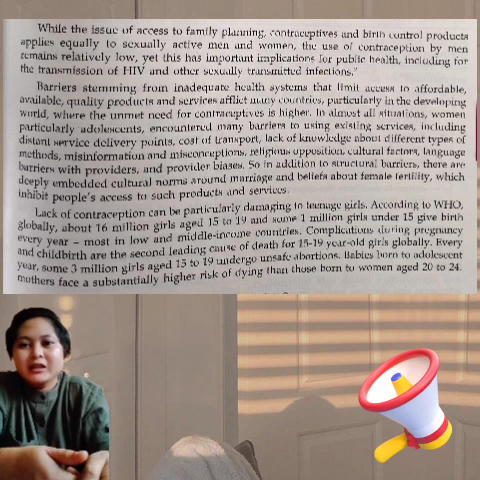 While the issue of access to family planning, contraceptives and birth control products
applies equally to sexually active men and women, the use of contraception by men
remains relatively low, yet this has important implications for public health, including for
the transmission of HIV and other sexually transmitted infections."
Barriers stemming from inadequate health systems that limit access to affordable,
available, quality products and services afflict many countries, particularly in the developing
world, where the unmet need for contraceptives is higher. In almost all situations, women
particularly adolescents, encountered many barriers to using existing services, including
distant service delivery points, cost of transport, lack of knowledge about different types of
methods, misinformation and misconceptions, religious opposition, cultural factors, language
barriers with providers, and provider biases. So in addition to structural barriers, there are
deeply embedded cultural norms around marriage and beliefs about female fertility, which
inhibit people's access to such products and services.
Lack of contraception can be particularly damaging to teenage girls. According to WHO,
globally, about 16 million girls aged 15 to 19 and some 1 million girls under 15 give birth
every year – most in low and middle-income countries. Complications during pregnancy
and childbirth are the second leading cause of death for 15-19 year-old girls globally. Every
year, some 3 million girls aged 15 to 19 undergo unsafe abortions. Babies born to adolescent
mothers face a substantially higher risk of dying than those born to women aged 20 to 24.